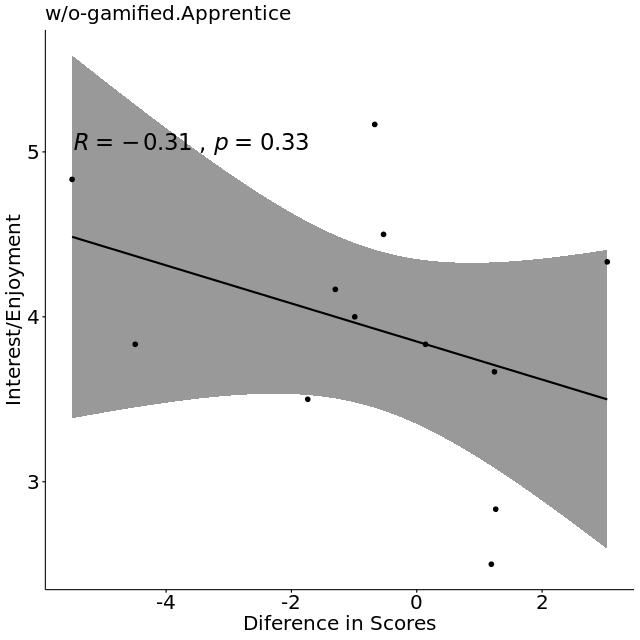 w/o-gamified.Apprentice
R = −0.31 , p = 0.33
5
4
3
Interest/Enjoyment
-4 -2 0 2
Diference in Scores